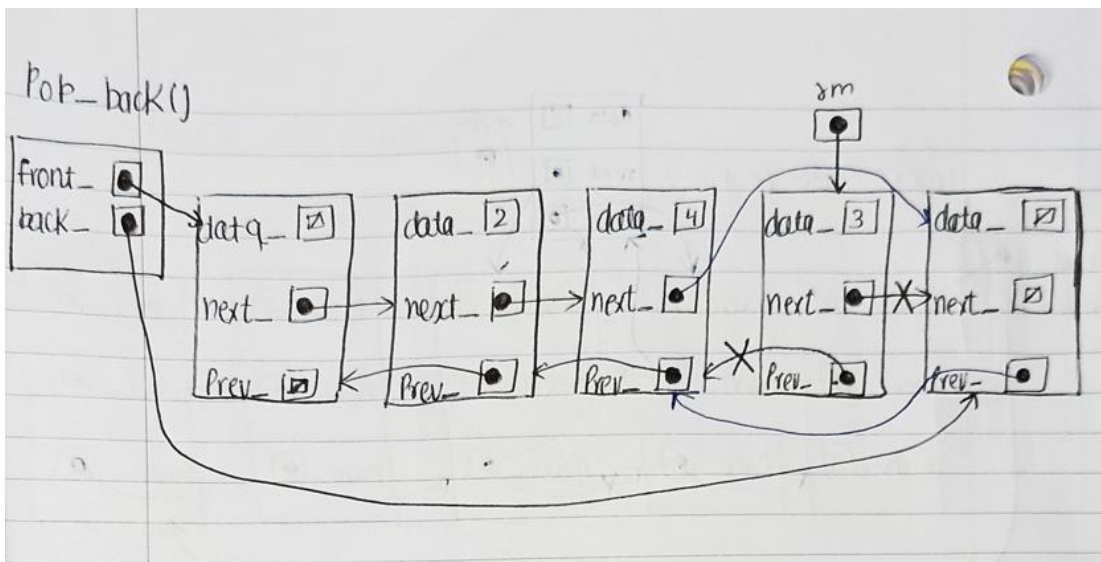 Pop_back()
rm
front_
back_
data_ data_ 2 data_ 4 data_ 3 data_
next_ next_ next_ next_ next_
Prev_ Prev_ Prev_ Prev_ Prev_